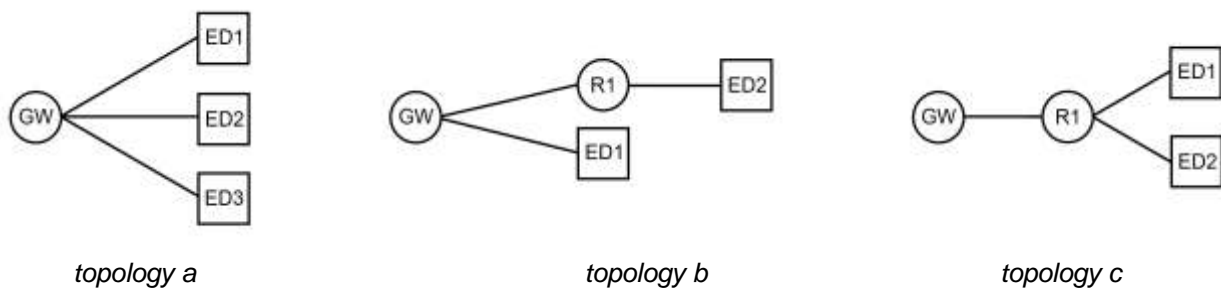 GW
ED1
ED2
ED3
topology a
GW
R1
ED2
ED1
topology b
GW
R1
ED1
ED2
topology c